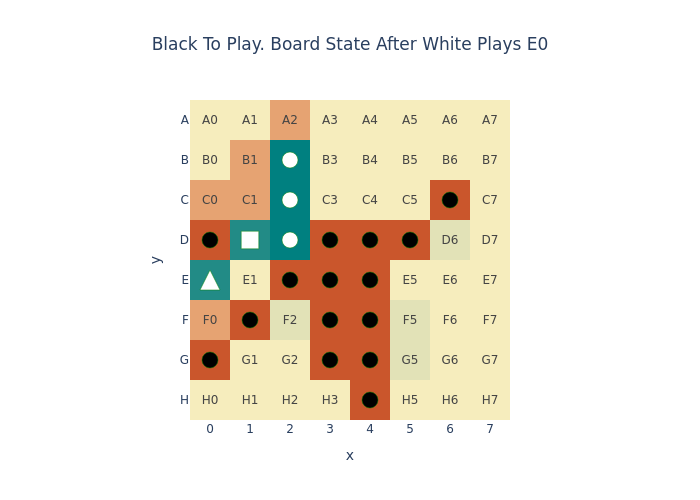 Black To Play. Board State After White Plays E0
A A0 A1 A2 A3 A4 A5 A6 A7
B B0 B1 B3 B4 B5 B6 B7
C C0 C1 C3 C4 C5 C7
D D6 D7
E E1 E5 E6 E7
F F0 F2 F5 F6 F7
G G1 G2 G5 G6 G7
H H0 H1 H2 H3 H5 H6 H7
0 1 2 3 4 5 6 7
x
y